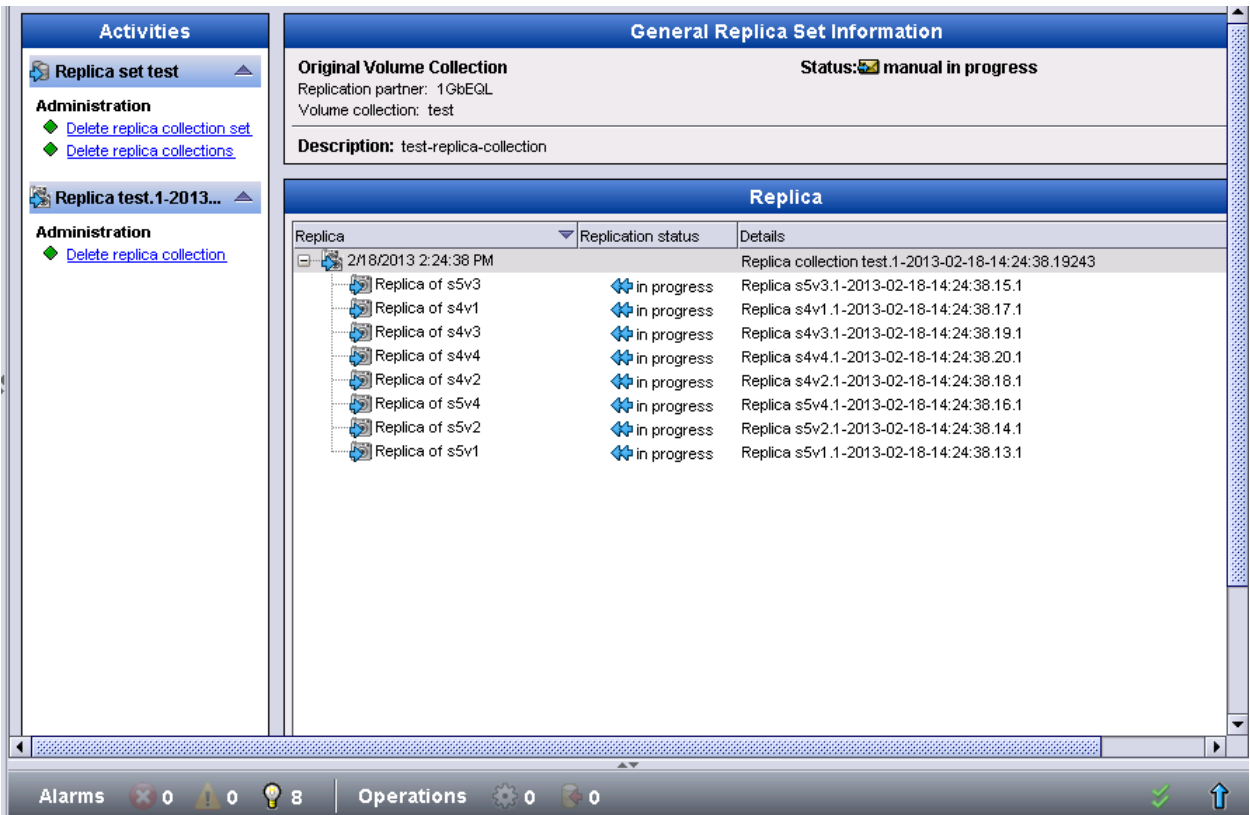 Activities
Replica set test
Administration
Delete replica collection set
Delete replica collections
Replica test.1-2013...
Administration
Delete replica collection
General Replica Set Information
Original Volume Collection
Status: manual in progress
Replication partner: 1GbEQL
Volume collection: test
Description: test-replica-collection
Replica
Replica Replication status Details
2/18/2013 2:24:38 PM Replica collection test.1-2013-02-18-14:24:38.19243
Replica of s5v3 in progress Replica s5v3.1-2013-02-18-14:24:38.15.1
Replica of s4v1 in progress Replica s4v1.1-2013-02-18-14:24:38.17.1
Replica of s4v3 in progress Replica s4v3.1-2013-02-18-14:24:38.19.1
Replica of s4v4 in progress Replica s4v4.1-2013-02-18-14:24:38.20.1
Replica of s4v2 in progress Replica s4v2.1-2013-02-18-14:24:38.18.1
Replica of s5v4 in progress Replica s5v4.1-2013-02-18-14:24:38.16.1
Replica of s5v2 in progress Replica s5v2.1-2013-02-18-14:24:38.14.1
Replica of s5v1 in progress Replica s5v1.1-2013-02-18-14:24:38.13.1
Alarms 0 0 8 Operations 0 0